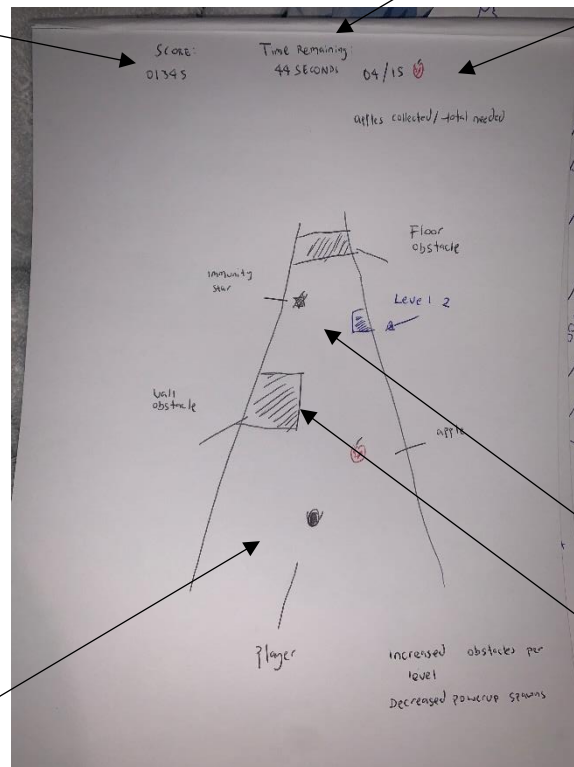 SCORE:
01345
Time Remaining:
44 SECONDS
04/15
apples collected/total needed
Floor
obstacle
Immunity
star
Level 2
Wall
obstacle
apple
Player
Increased obstacles per
level
Decreased powerup spawns